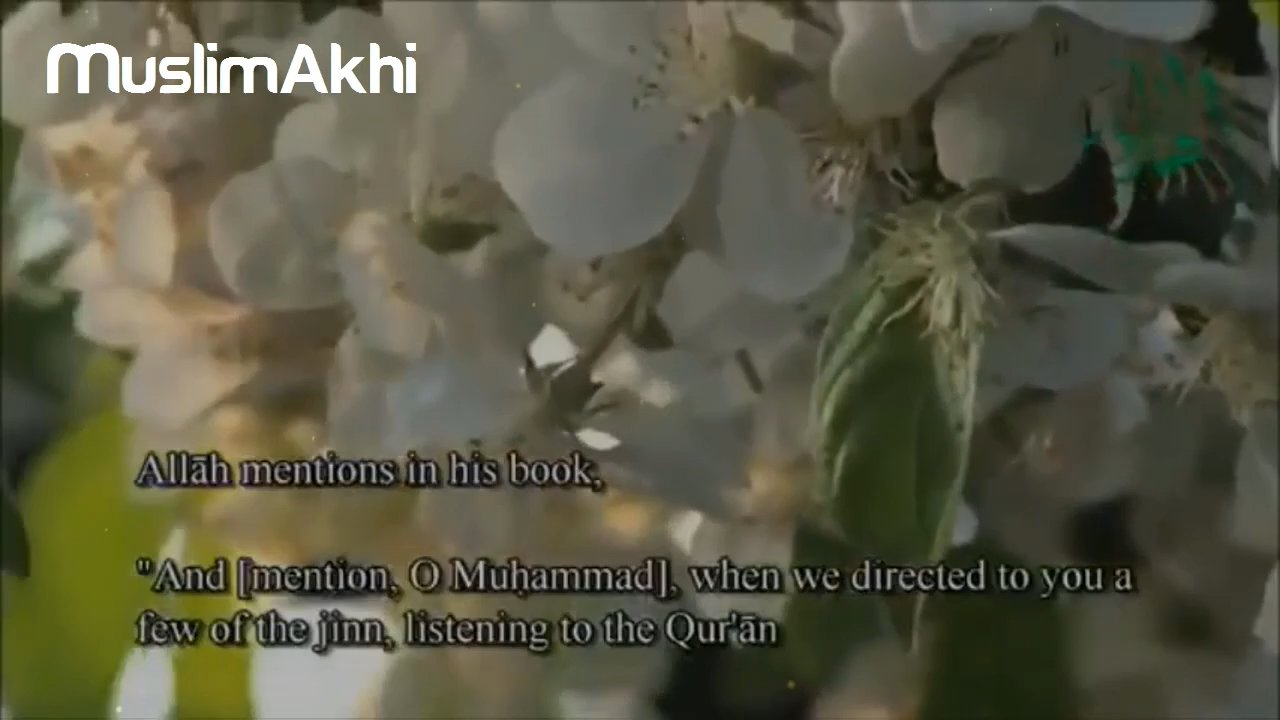 MuslimAkhi
Allāh mentions in his book,
"And [mention, O Muḥammad], when we directed to you a
few of the jinn, listening to the Qur'ān